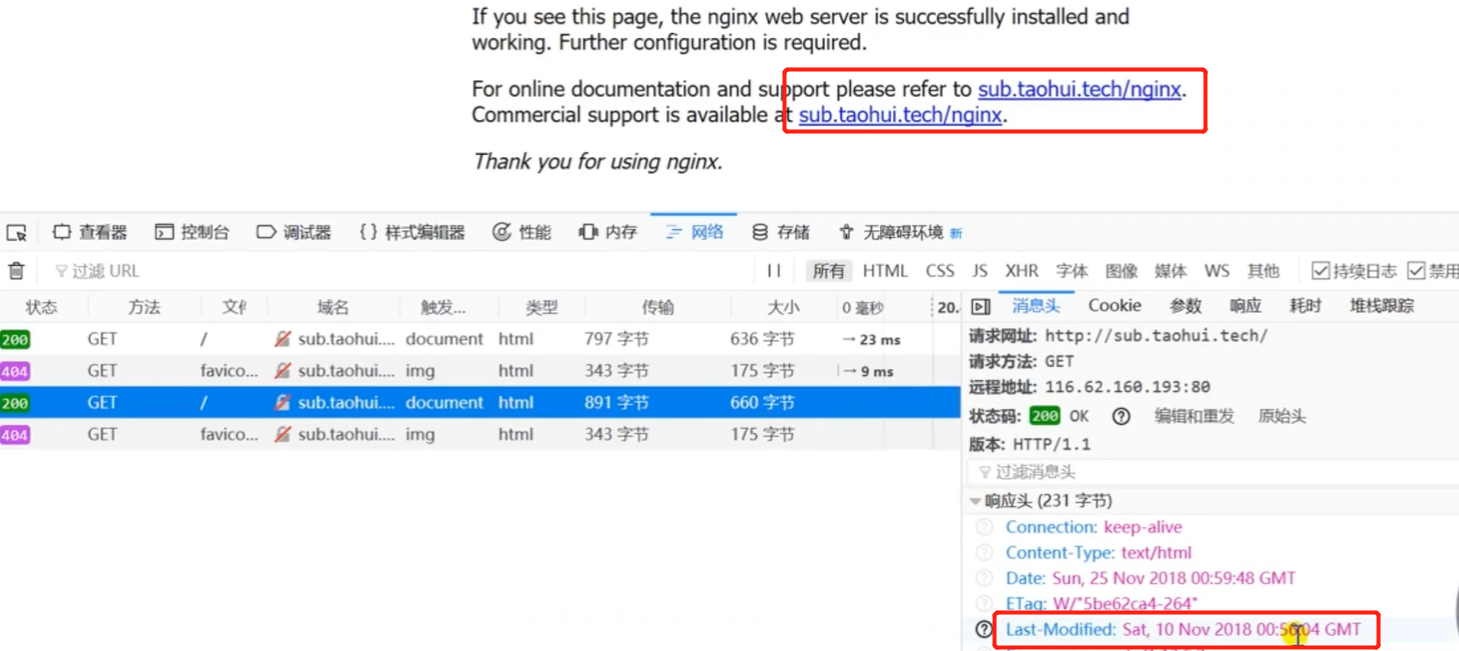 If you see this page, the nginx web server is successfully installed and
working. Further configuration is required.
For online documentation and support please refer to sub.taohui.tech/nginx.
Commercial support is available at sub.taohui.tech/nginx.
Thank you for using nginx.
查看器 控制台 调试器 {} 样式编辑器 性能 内存 网络 存储 无障碍环境 新
过滤 URL 所有 HTML CSS JS XHR 字体 图像 媒体 WS 其他 持续日志 禁用
状态 方法 文件 域名 触发... 类型 传输 大小 0 毫秒 20.
200 GET / sub.taohui.... document html 797 字节 636 字节 → 23 ms
404 GET favico... sub.taohui.... img html 343 字节 175 字节 → 9 ms
200 GET / sub.taohui.... document html 891 字节 660 字节
404 GET favico... sub.taohui.... img html 343 字节 175 字节
消息头 Cookie 参数 响应 耗时 堆栈跟踪
请求网址: http://sub.taohui.tech/
请求方法: GET
远程地址: 116.62.160.193:80
状态码: 200 OK 编辑和重发 原始头
版本: HTTP/1.1
过滤消息头
响应头 (231 字节)
Connection: keep-alive
Content-Type: text/html
Date: Sun, 25 Nov 2018 00:59:48 GMT
ETag: W/"5be62ca4-264"
Last-Modified: Sat, 10 Nov 2018 00:56:04 GMT